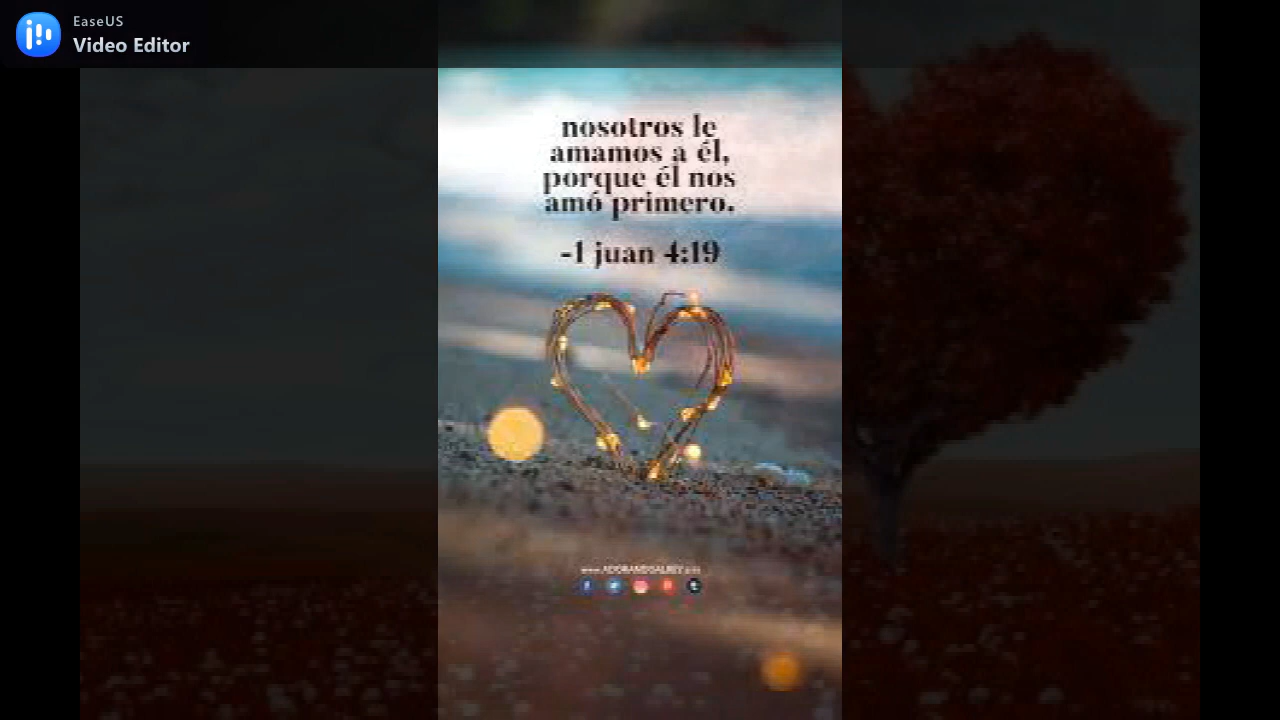 EaseUS
Video Editor
nosotros le
amamos a él,
porque él nos
amó primero.
-1 juan 4:19